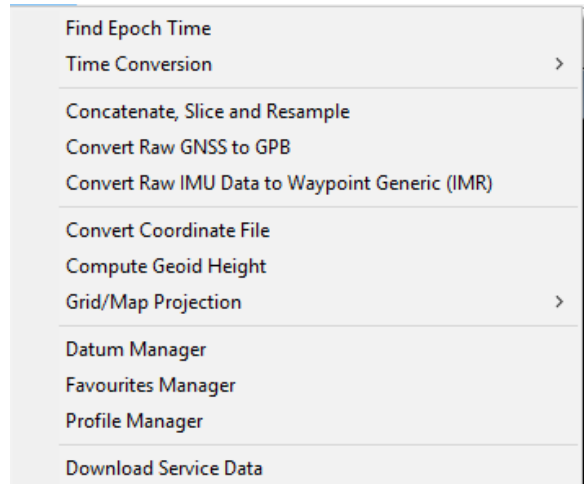 Find Epoch Time
Time Conversion
Concatenate, Slice and Resample
Convert Raw GNSS to GPB
Convert Raw IMU Data to Waypoint Generic (IMR)
Convert Coordinate File
Compute Geoid Height
Grid/Map Projection
Datum Manager
Favourites Manager
Profile Manager
Download Service Data